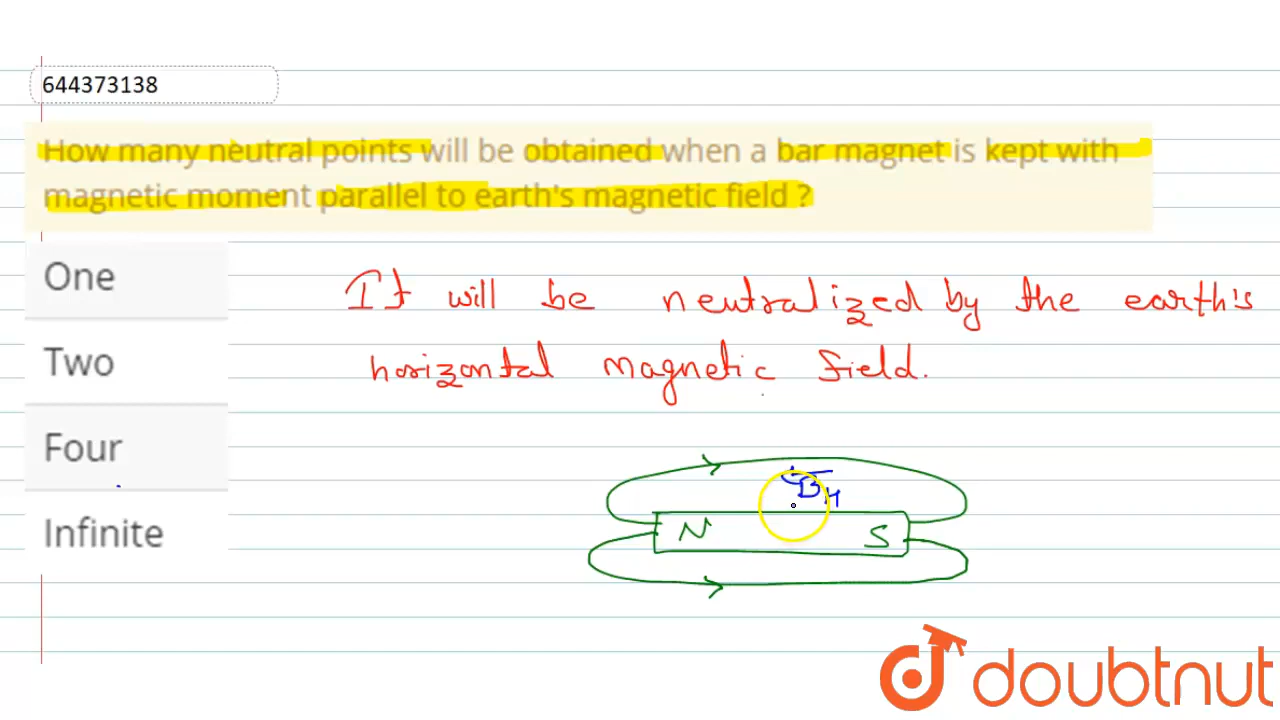 644373138
How many neutral points will be obtained when a bar magnet is kept with
magnetic moment parallel to earth's magnetic field ?
One
Two
Four
Infinite
It will be neutralized by the earth's
horizontal magnetic field.
B_H
N S
doubtnut